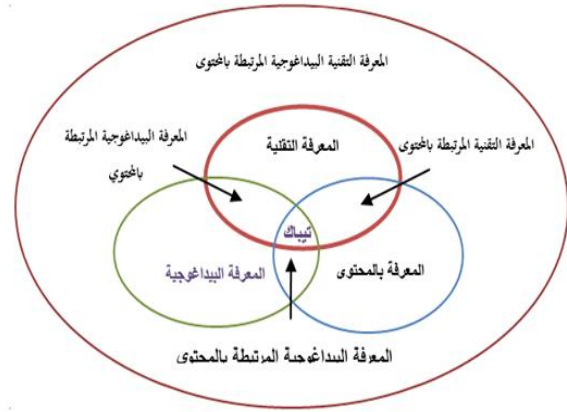 المعرفة التقنية البيداغوجية المرتبطة بالمحتوى
المعرفة البيداغوجية المرتبطة
بالمحتوي
المعرفة التقنية
المعرفة التقنية المرتبطة بالمحتوى
تيباك
المعرفة البيداغوجية
المعرفة بالمحتوى
المعرفة البيداغوجية المرتبطة بالمحتوى